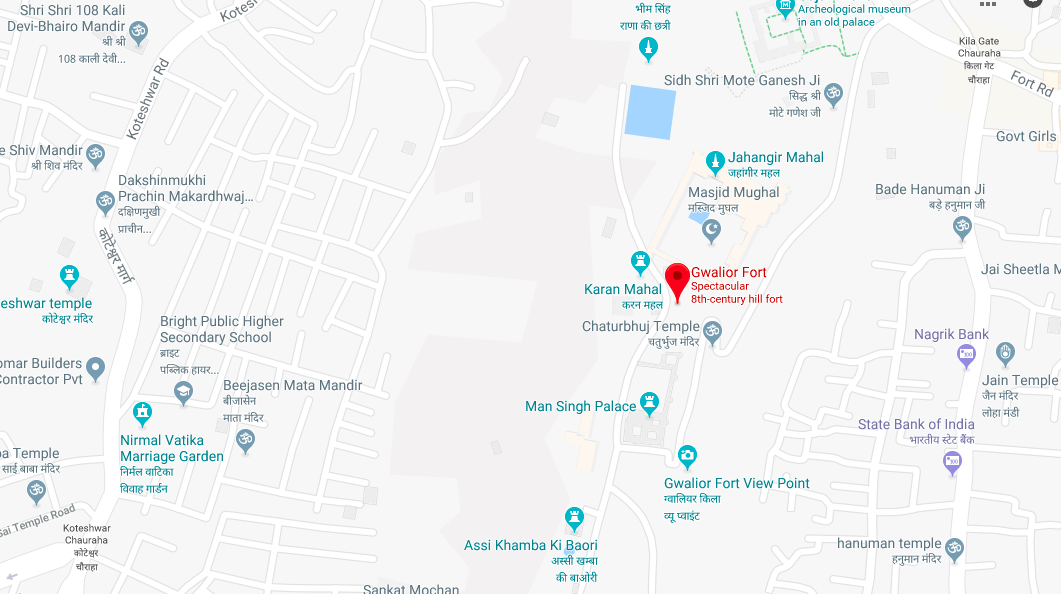 Shri Shri 108 Kali
Devi-Bhairo Mandir
श्री श्री
108 काली देवी...
Koteshwar
भीम सिंह
राणा की छत्री
Archeological museum
in an old palace
Kila Gate
Chauraha
किला गेट
चौराहा
Fort Rd
Koteshwar Rd
Sidh Shri Mote Ganesh Ji
सिद्ध श्री
मोटे गणेश जी
Govt Girls
e Shiv Mandir
श्री शिव मंदिर
Jahangir Mahal
जहांगीर महल
Dakshinmukhi
Prachin Makardhwaj...
दक्षिणमुखी
प्राचीन...
Masjid Mughal
मस्जिद मुघल
Bade Hanuman Ji
बड़े हनुमान जी
कोटेश्वर मार्ग
Jai Sheetla M
Gwalior Fort
Spectacular
8th-century hill fort
Karan Mahal
करन महल
eshwar temple
कोटेश्वर मंदिर
Bright Public Higher
Secondary School
ब्राइट
पब्लिक हायर...
Chaturbhuj Temple
चतुर्भुज मंदिर
Nagrik Bank
omar Builders
Contractor Pvt
Beejasen Mata Mandir
बीजासेन
माता मंदिर
Jain Temple
जैन मंदिर
लोहा मंडी
Man Singh Palace
State Bank of India
भारतीय स्टेट बैंक
Nirmal Vatika
Marriage Garden
निर्मल वाटिका
विवाह गार्डन
ba Temple
साईं बाबा मंदिर
Gwalior Fort View Point
ग्वालियर किला
व्यू प्वाइंट
Sai Temple Road
Koteshwar
Chauraha
कोटेश्वर
चौराहा
Assi Khamba Ki Baori
अस्सी खम्बा
की बाओरी
hanuman temple
हनुमान मंदिर
Sankat Mochan